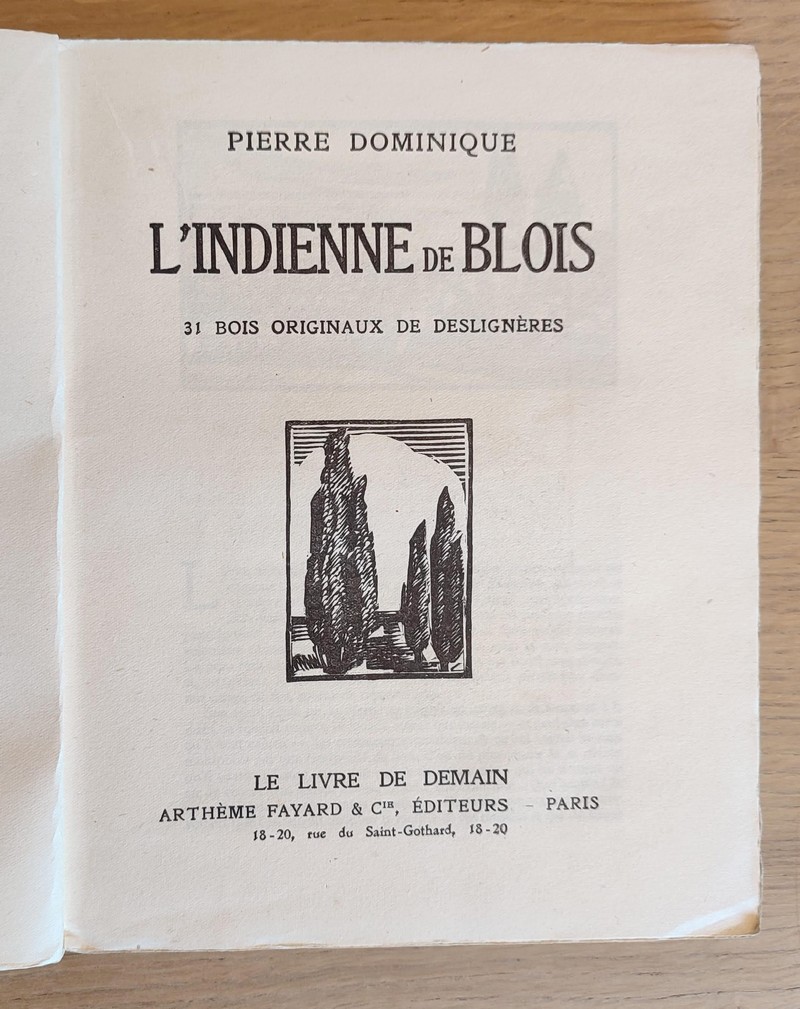 PIERRE DOMINIQUE
L'INDIENNE DE BLOIS
31 BOIS ORIGINAUX DE DESLIGNÈRES
LE LIVRE DE DEMAIN
ARTHÈME FAYARD & Cᴵᴱ, ÉDITEURS – PARIS
18-20, rue du Saint-Gothard, 18-20